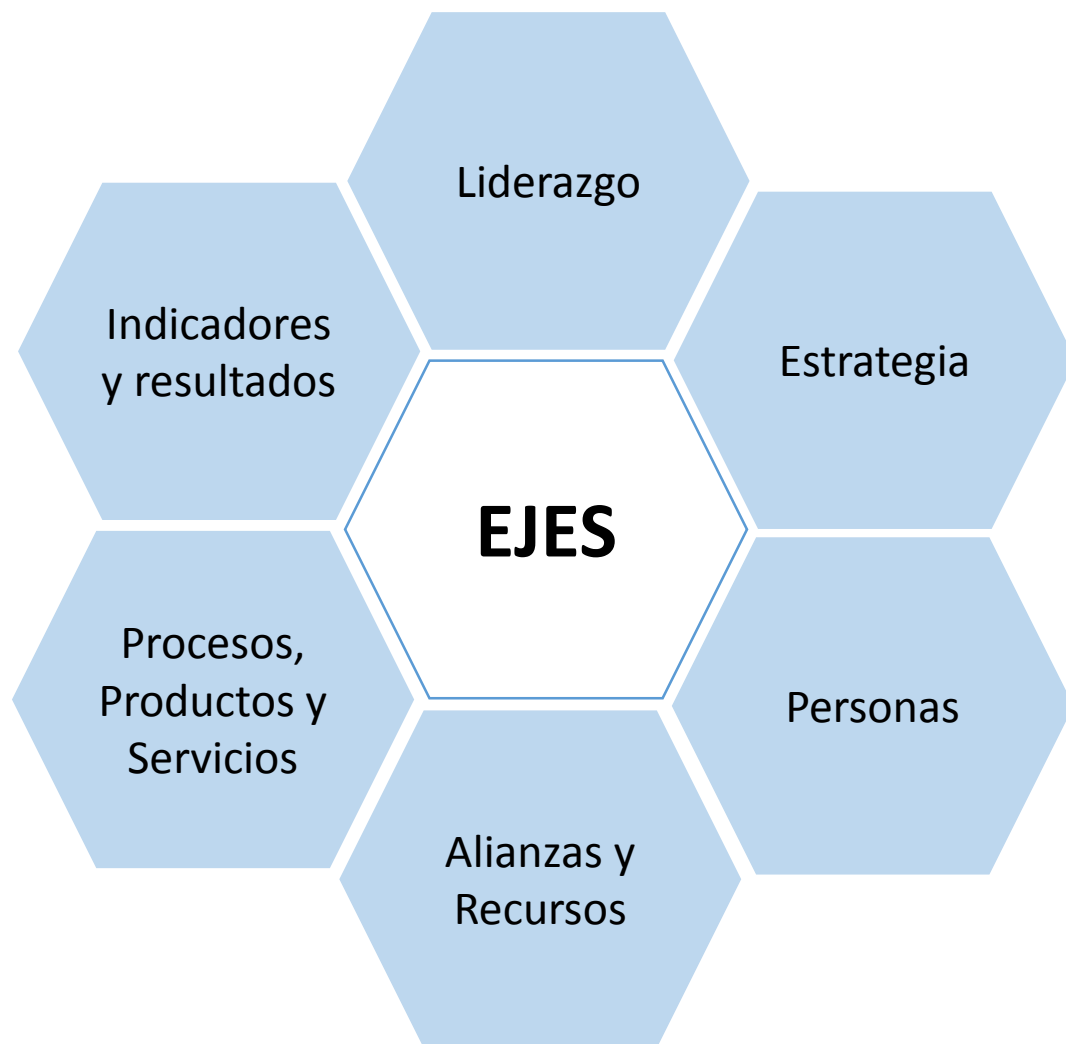 Liderazgo
Indicadores
y resultados
Estrategia
EJES
Procesos,
Productos y
Servicios
Personas
Alianzas y
Recursos